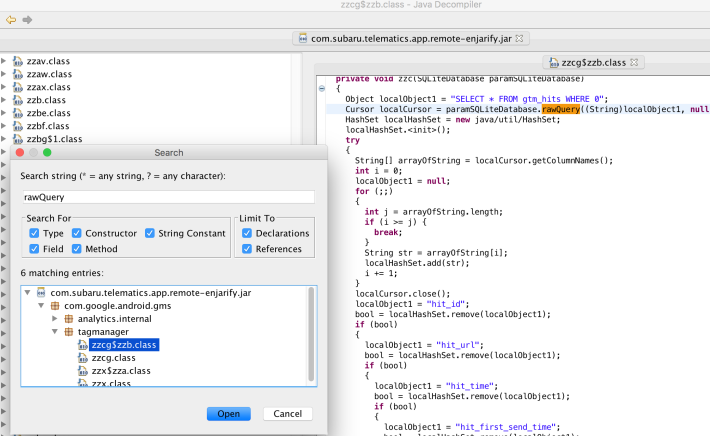 zzcg$zzb.class - Java Decompiler
com.subaru.telematics.app.remote-enjarify.jar
zzav.class
zzaw.class
zzax.class
zzb.class
zzbe.class
zzbf.class
zzbg$1.class
Search
Search string (* = any string, ? = any character):
rawQuery
Search For
Type
Constructor
String Constant
Field
Method
Limit To
Declarations
References
6 matching entries:
com.subaru.telematics.app.remote-enjarify.jar
com.google.android.gms
analytics.internal
tagmanager
zzcg$zzb.class
zzcg.class
zzx$zza.class
zzx.class
Open
Cancel
zzcg$zzb.class
private void zzc(SQLiteDatabase paramSQLiteDatabase)
{
Object localObject1 = "SELECT * FROM gtm_hits WHERE 0";
Cursor localCursor = paramSQLiteDatabase.rawQuery((String)localObject1, null
HashSet localHashSet = new java/util/HashSet;
localHashSet.<init>();
try
{
String[] arrayOfString = localCursor.getColumnNames();
int i = 0;
localObject1 = null;
for (;;)
{
int j = arrayOfString.length;
if (i >= j) {
break;
}
String str = arrayOfString[i];
localHashSet.add(str);
i += 1;
}
localCursor.close();
localObject1 = "hit_id";
bool = localHashSet.remove(localObject1);
if (bool)
{
localObject1 = "hit_url";
bool = localHashSet.remove(localObject1);
if (bool)
{
localObject1 = "hit_time";
bool = localHashSet.remove(localObject1);
if (bool)
{
localObject1 = "hit_first_send_time";
bool = localHashSet.remove(localObject1);